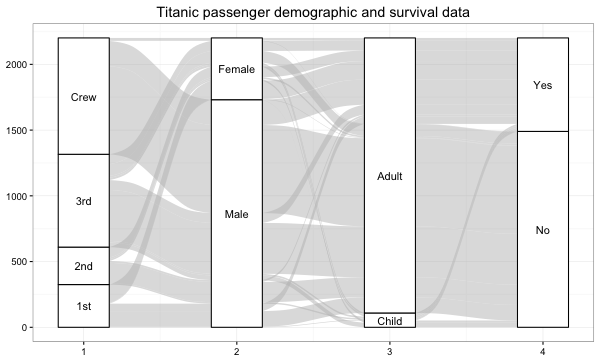 Titanic passenger demographic and survival data
2000
1500
1000
500
0
Crew
3rd
2nd
1st
Female
Male
Adult
Child
Yes
No
1
2
3
4